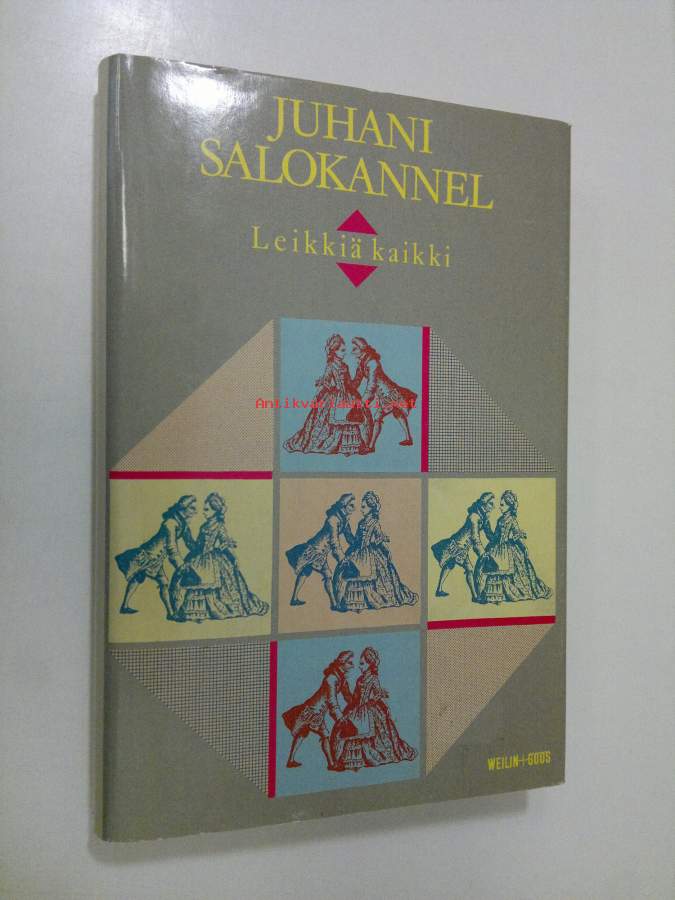 JUHANI
SALOKANNEL
Leikkiä kaikki
Antikvariaatti.net
WEILIN+GÖÖS